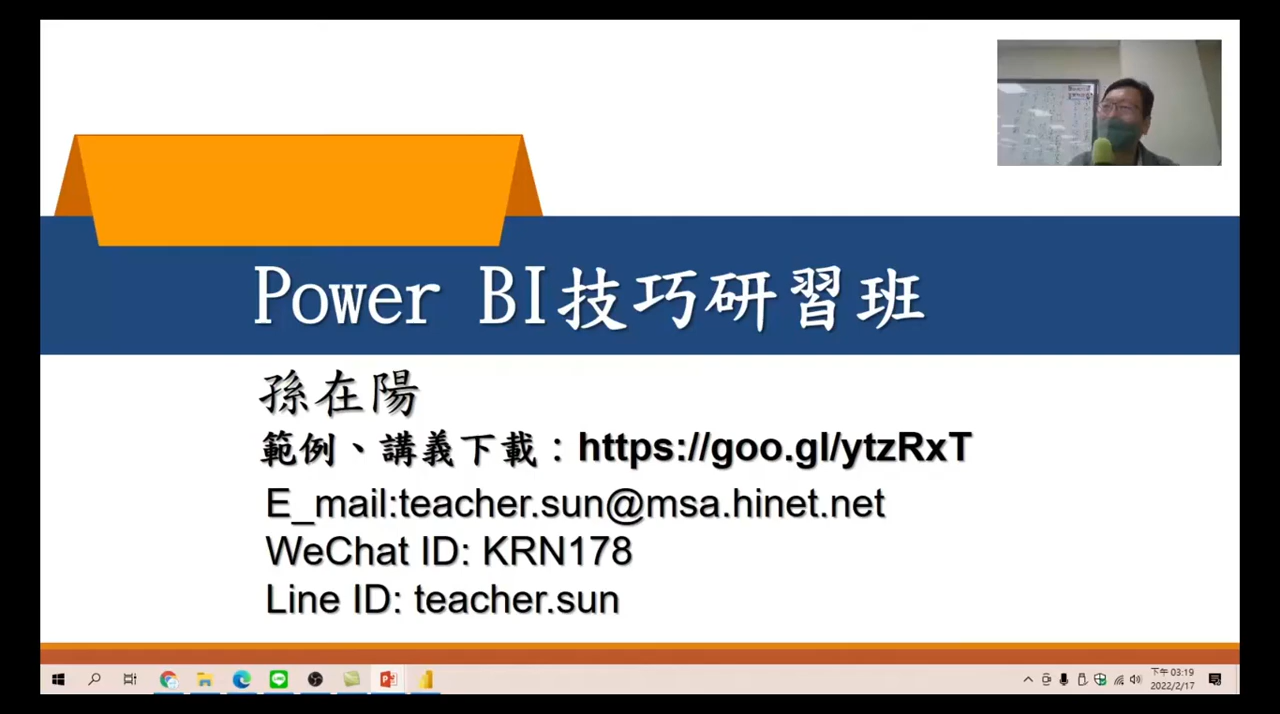 Power BI技巧研習班
孫在陽
範例、講義下載：https://goo.gl/ytzRxT
E_mail:teacher.sun@msa.hinet.net
WeChat ID: KRN178
Line ID: teacher.sun
下午 03:19
2022/2/17